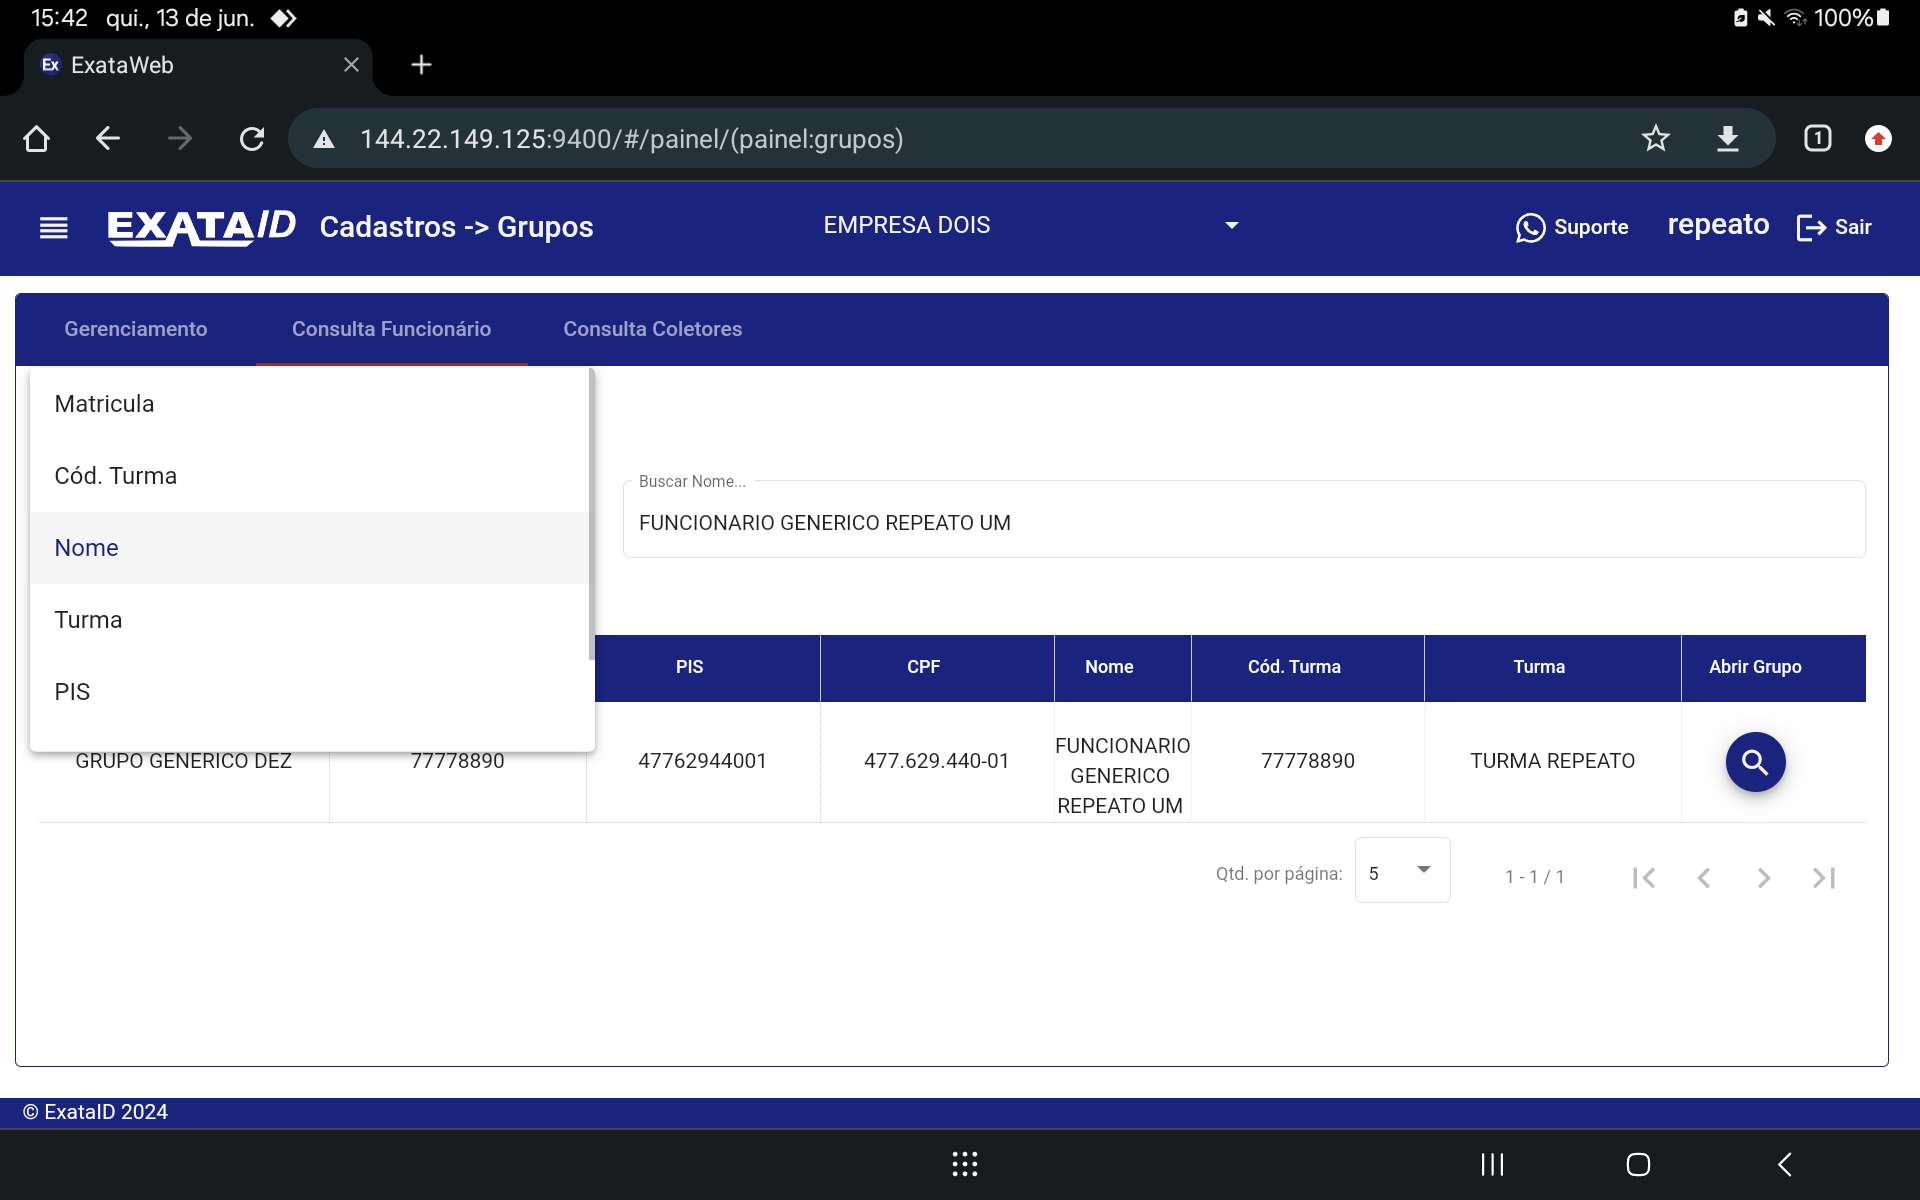 15:42 qui., 13 de jun. 100%
Ex ExataWeb
144.22.149.125:9400/#/painel/(painel:grupos) 1
EXATAID Cadastros -> Grupos EMPRESA DOIS Suporte repeato Sair
Gerenciamento Consulta Funcionário Consulta Coletores
Matricula
Cód. Turma
Nome
Turma
PIS
Buscar Nome...
FUNCIONARIO GENERICO REPEATO UM
PIS CPF Nome Cód. Turma Turma Abrir Grupo
GRUPO GENERICO DEZ 77778890 47762944001 477.629.440-01 FUNCIONARIO GENERICO REPEATO UM 77778890 TURMA REPEATO
Qtd. por página: 5 1 - 1 / 1
© ExataID 2024